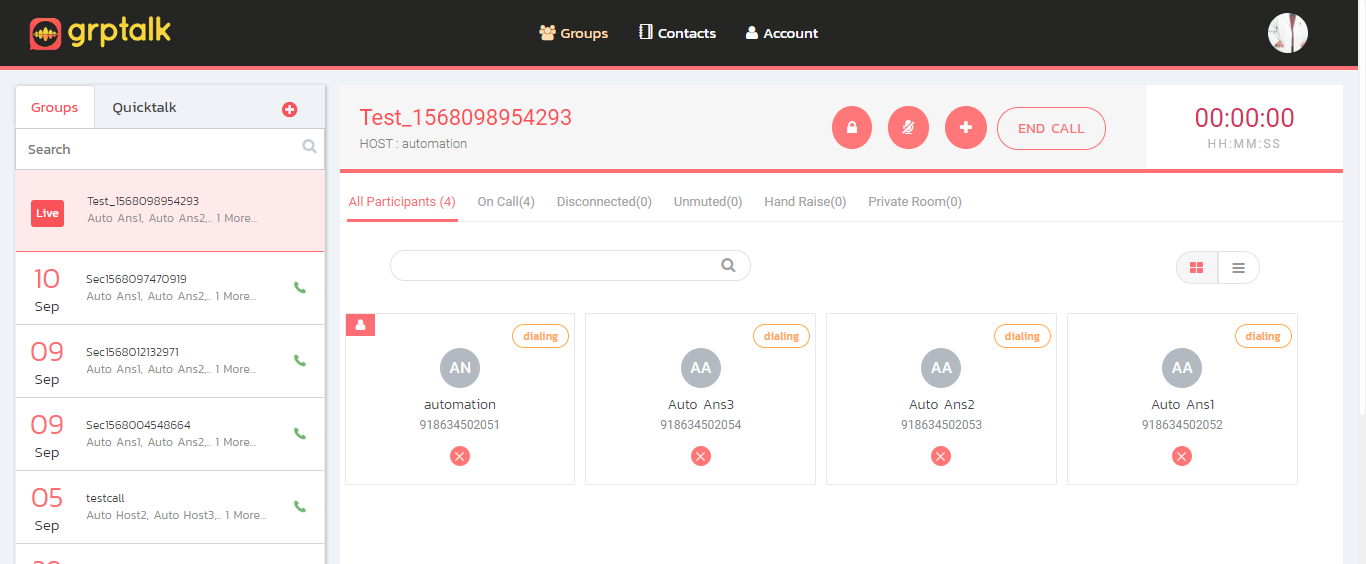 grptalk
Groups
Contacts
Account
Groups
Quicktalk
Search
Live
Test_1568098954293
Auto Ans1, Auto Ans2,.. 1 More...
10
Sep
Sec1568097470919
Auto Ans1, Auto Ans2,.. 1 More...
09
Sep
Sec1568012132971
Auto Ans1, Auto Ans2,.. 1 More...
09
Sep
Sec1568004548664
Auto Ans1, Auto Ans2,.. 1 More...
05
Sep
testcall
Auto Host2, Auto Host3,.. 1 More...
Test_1568098954293
HOST : automation
END CALL
00:00:00
HH:MM:SS
All Participants (4)
On Call(4)
Disconnected(0)
Unmuted(0)
Hand Raise(0)
Private Room(0)
dialing
AN
automation
918634502051
dialing
AA
Auto Ans3
918634502054
dialing
AA
Auto Ans2
918634502053
dialing
AA
Auto Ans1
918634502052